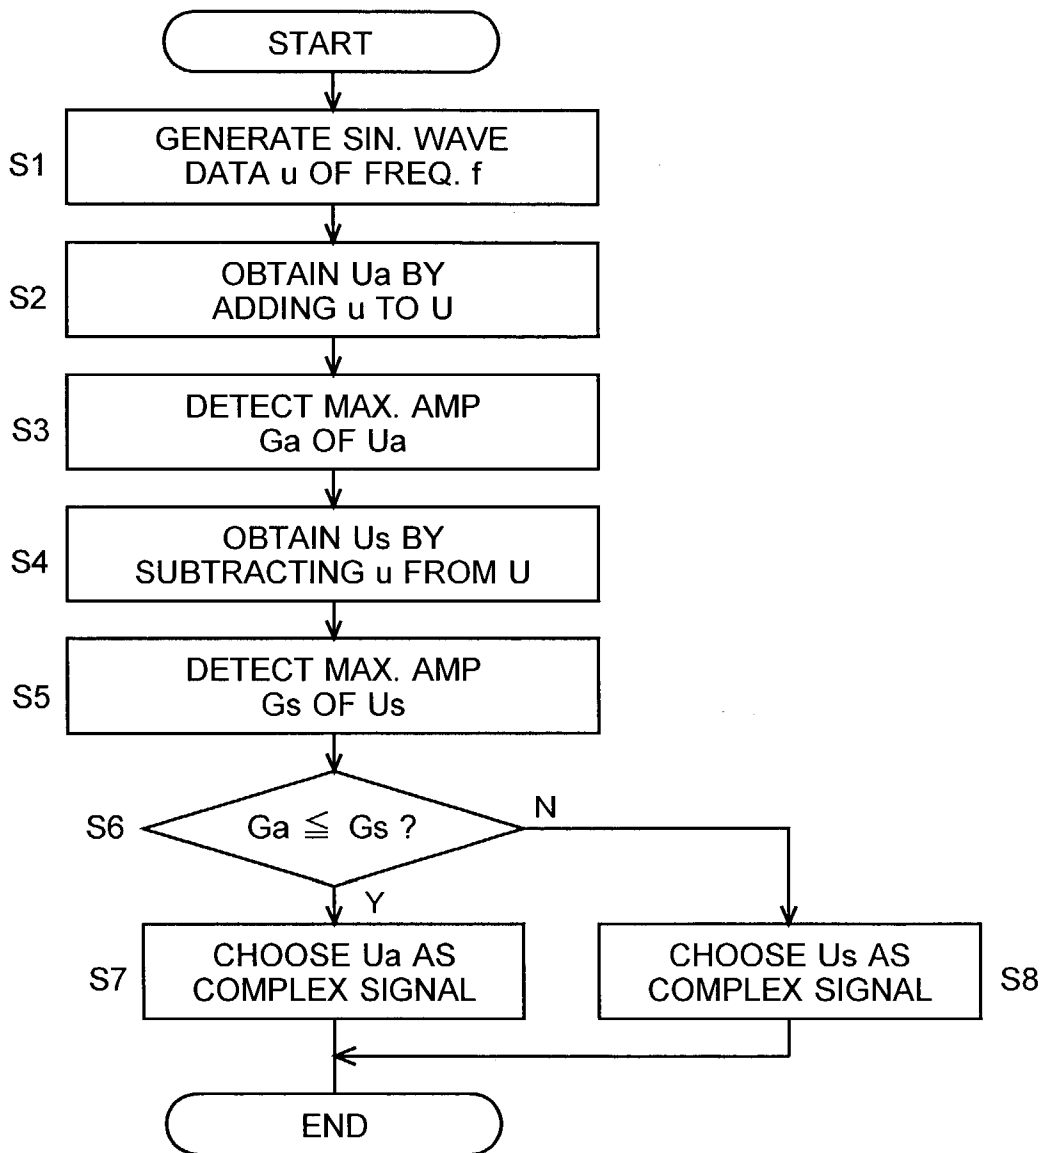 START
S1
GENERATE SIN. WAVE
DATA u OF FREQ. f
S2
OBTAIN Ua BY
ADDING u TO U
S3
DETECT MAX. AMP
Ga OF Ua
S4
OBTAIN Us BY
SUBTRACTING u FROM U
S5
DETECT MAX. AMP
Gs OF Us
S6
Ga ≦ Gs ?
N
Y
S7
CHOOSE Ua AS
COMPLEX SIGNAL
CHOOSE Us AS
COMPLEX SIGNAL
S8
END